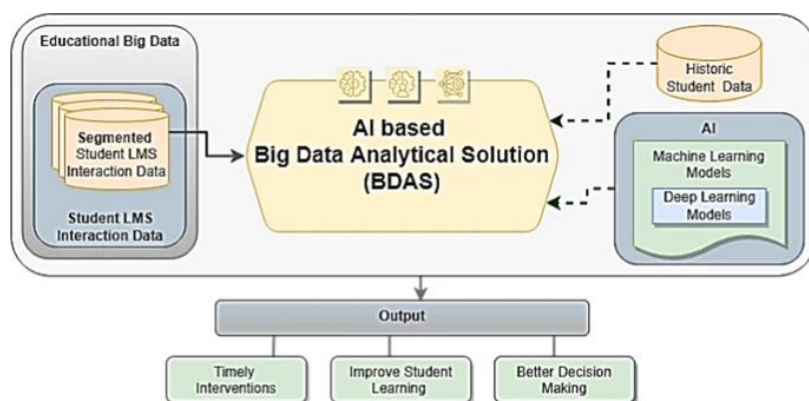 Educational Big Data
Segmented
Student LMS
Interaction Data
Student LMS
Interaction Data
AI based
Big Data Analytical Solution
(BDAS)
Historic
Student Data
AI
Machine Learning
Models
Deep Learning
Models
Output
Timely
Interventions
Improve Student
Learning
Better Decision
Making